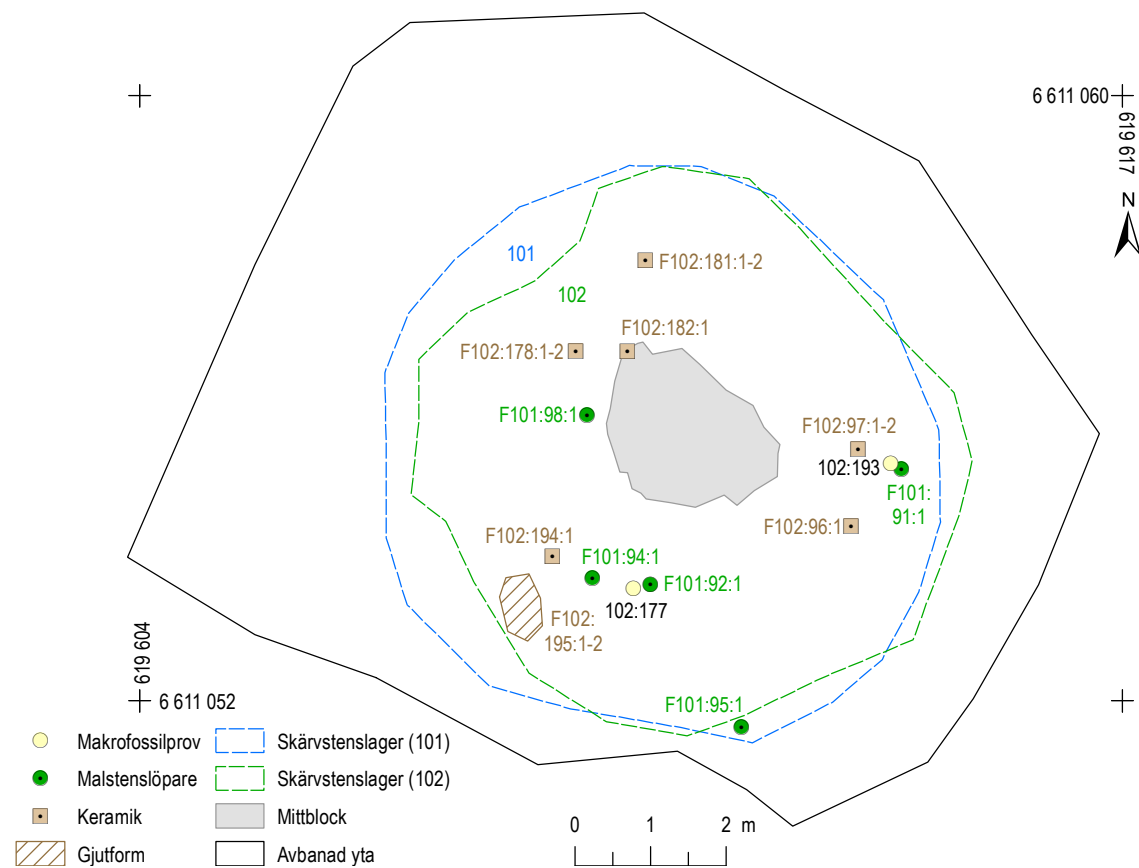 6 611 060
619 617
N
101
F102:181:1-2
102
F102:182:1
F102:178:1-2
F101:98:1
F102:97:1-2
102:193
F101:
91:1
F102:96:1
F102:194:1
F101:94:1
F101:92:1
102:177
F102:
195:1-2
619 604
6 611 052
F101:95:1
Makrofossilprov
Skärvstenslager (101)
Malstenslöpare
Skärvstenslager (102)
Keramik
Mittblock
Gjutform
Avbanad yta
0 1 2 m